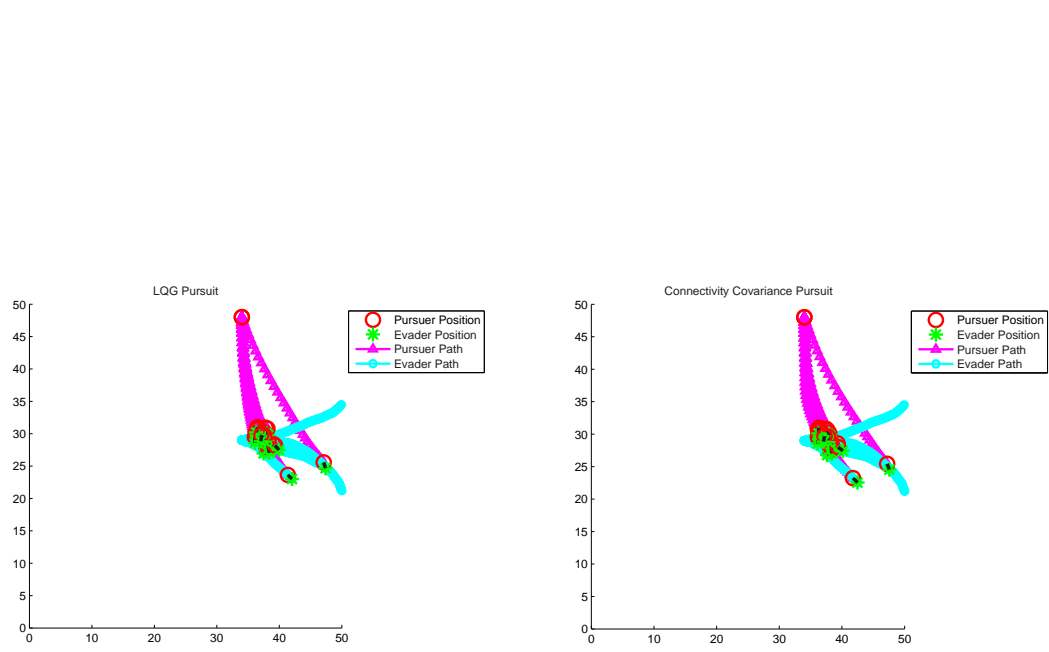 LQG Pursuit
50
45
40
35
30
25
20
15
10
5
0
0 10 20 30 40 50
Pursuer Position
Evader Position
Pursuer Path
Evader Path
Connectivity Covariance Pursuit
50
45
40
35
30
25
20
15
10
5
0
0 10 20 30 40 50
Pursuer Position
Evader Position
Pursuer Path
Evader Path